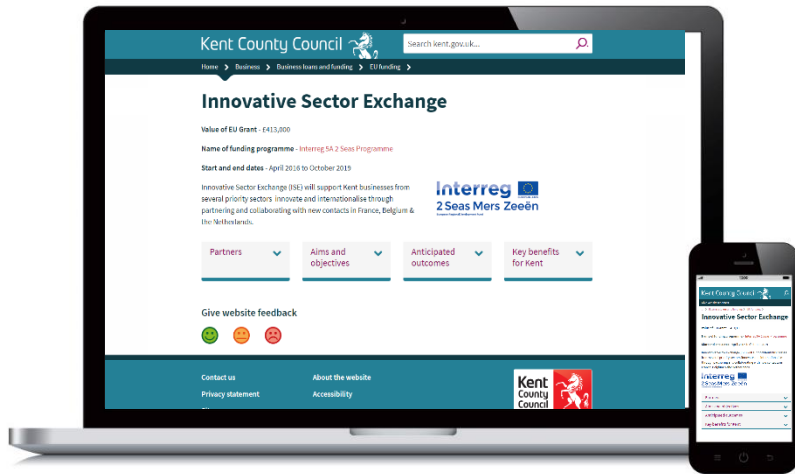 Kent County Council
Search kent.gov.uk...
Home > Business > Business loans and funding > EU funding >
Innovative Sector Exchange
Value of EU Grant - £413,000
Name of funding programme - Interreg 5A 2 Seas Programme
Start and end dates - April 2016 to October 2019
Innovative Sector Exchange (ISE) will support Kent businesses from
several priority sectors innovate and internationalise through
partnering and collaborating with new contacts in France, Belgium &
the Netherlands.
Interreg
2 Seas Mers Zeeën
Partners
Aims and
objectives
Anticipated
outcomes
Key benefits
for Kent
Give website feedback
Contact us
About the website
Privacy statement
Accessibility
Kent
County
Council
Kent County Council
Innovative Sector Exchange
Interreg
2 Seas Mers Zeeën